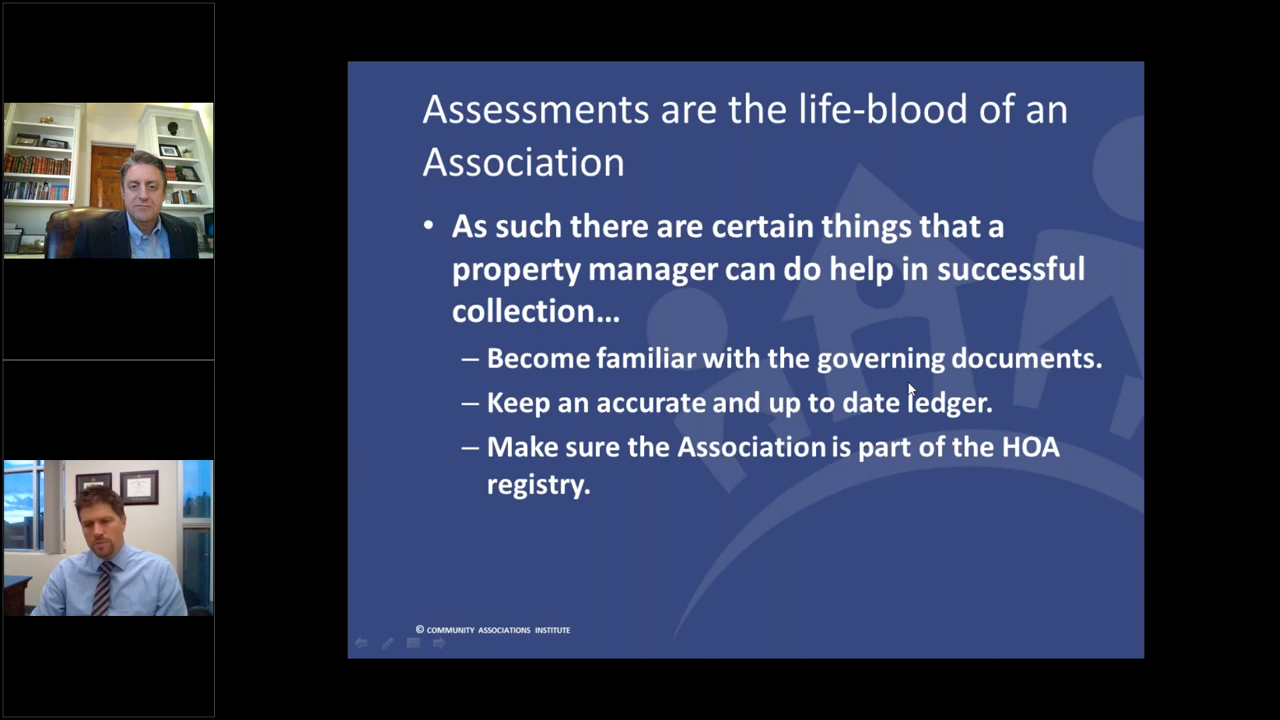 Assessments are the life-blood of an
Association
• As such there are certain things that a
property manager can do help in successful
collection…
– Become familiar with the governing documents.
– Keep an accurate and up to date ledger.
– Make sure the Association is part of the HOA
registry.
© COMMUNITY ASSOCIATIONS INSTITUTE